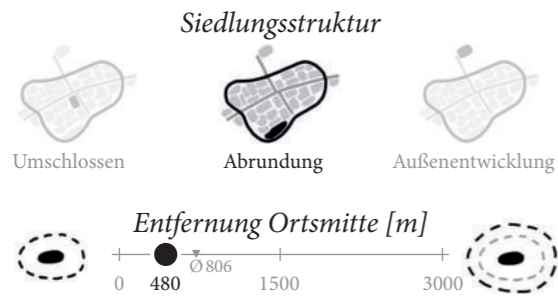 Siedlungsstruktur
Umschlossen Abrundung Außenentwicklung
Entfernung Ortsmitte [m]
Ø 806
0 480 1500 3000